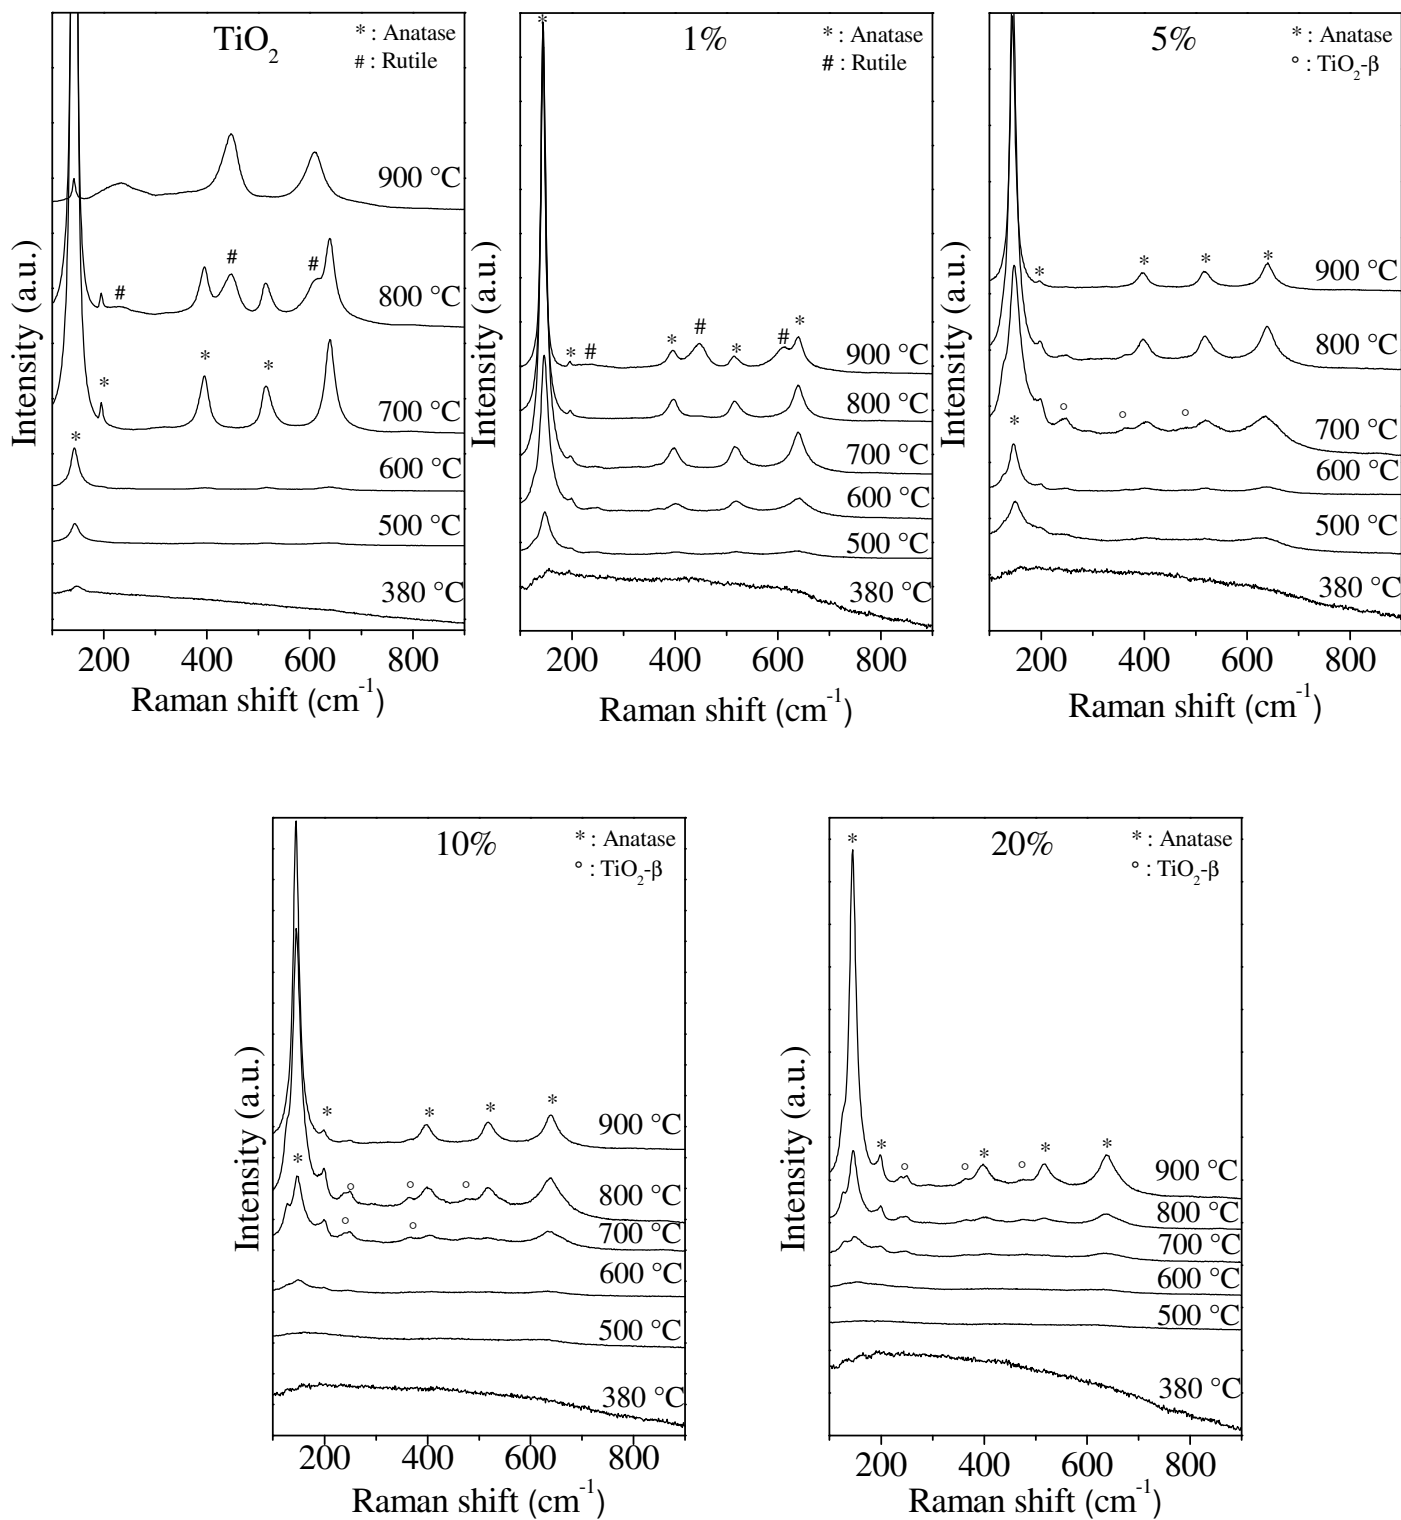 TiO2
* : Anatase
# : Rutile
*
*
*
#
#
#
900 °C
800 °C
700 °C
600 °C
500 °C
380 °C
Intensity (a.u.)
200 400 600 800
Raman shift (cm-1)
1%
* : Anatase
# : Rutile
*
*
#
*
#
*
#
*
900 °C
800 °C
700 °C
600 °C
500 °C
380 °C
Intensity (a.u.)
200 400 600 800
Raman shift (cm-1)
5%
* : Anatase
° : TiO2-β
*
*
*
*
900 °C
800 °C
° ° °
*
700 °C
600 °C
500 °C
380 °C
Intensity (a.u.)
200 400 600 800
Raman shift (cm-1)
10%
* : Anatase
° : TiO2-β
* * * *
900 °C
*
° ° °
800 °C
° °
700 °C
600 °C
500 °C
380 °C
Intensity (a.u.)
200 400 600 800
Raman shift (cm-1)
20%
* : Anatase
° : TiO2-β
*
* ° ° * ° * *
900 °C
800 °C
700 °C
600 °C
500 °C
380 °C
Intensity (a.u.)
200 400 600 800
Raman shift (cm-1)